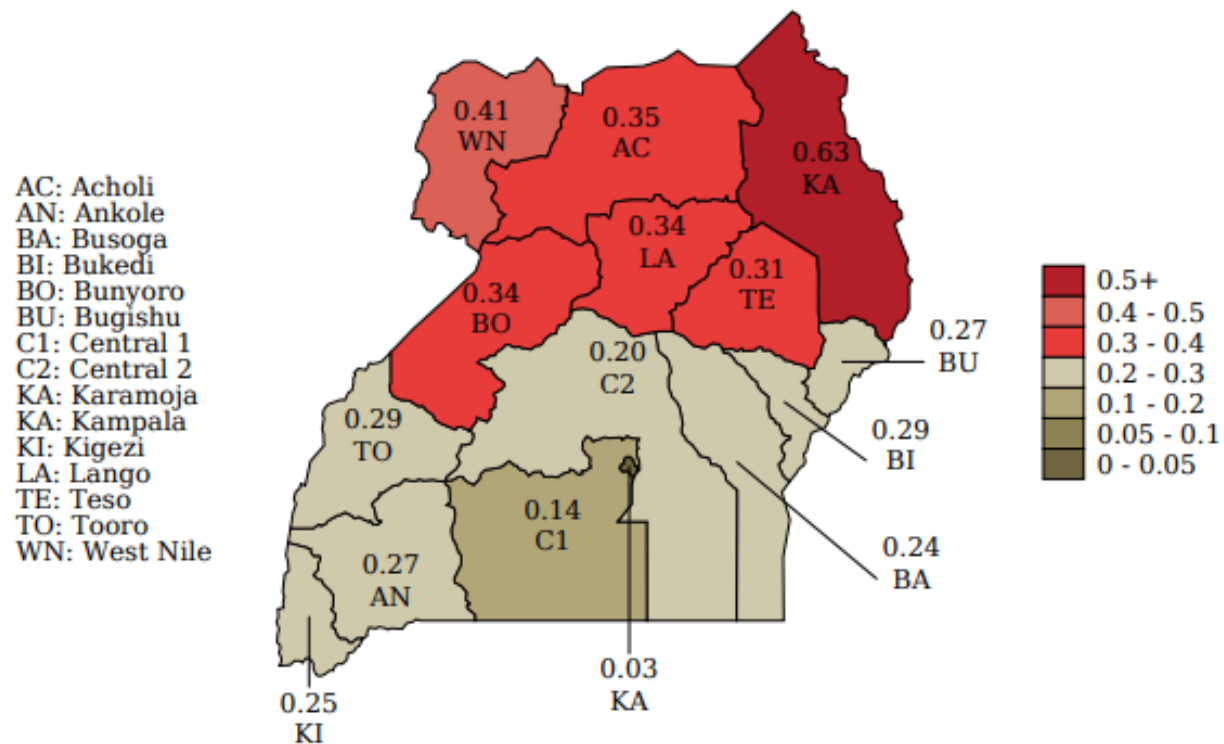 0.41
WN
0.35
AC
0.63
KA
AC: Acholi
AN: Ankole
BA: Busoga
BI: Bukedi
BO: Bunyoro
BU: Bugishu
C1: Central 1
C2: Central 2
KA: Karamoja
KA: Kampala
KI: Kigezi
LA: Lango
TE: Teso
TO: Tooro
WN: West Nile
0.34
LA
0.31
TE
0.34
BO
0.20
C2
0.27
BU
0.29
TO
0.29
BI
0.14
C1
0.24
BA
0.27
AN
0.03
KA
0.25
KI
0.5+
0.4 - 0.5
0.3 - 0.4
0.2 - 0.3
0.1 - 0.2
0.05 - 0.1
0 - 0.05